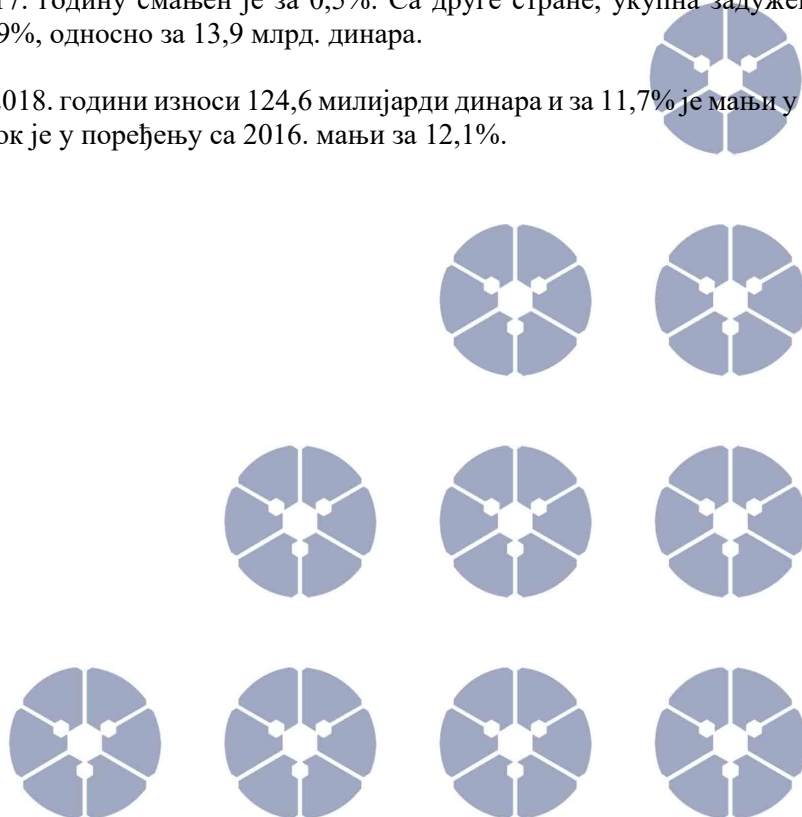 17. годину смањен је за 0,5%. Са друге стране, укупна задужен
9%, односно за 13,9 млрд. динара.
2018. години износи 124,6 милијарди динара и за 11,7% је мањи у
ок је у поређењу са 2016. мањи за 12,1%.